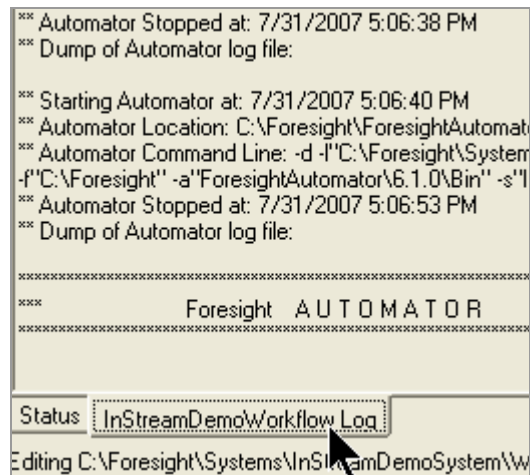 ** Automator Stopped at: 7/31/2007 5:06:38 PM
** Dump of Automator log file:
** Starting Automator at: 7/31/2007 5:06:40 PM
** Automator Location: C:\Foresight\ForesightAutomat
** Automator Command Line: -d -l"C:\Foresight\System
-f"C:\Foresight" -a"ForesightAutomator\6.1.0\Bin" -s"I
** Automator Stopped at: 7/31/2007 5:06:53 PM
** Dump of Automator log file:
***
Foresight A U T O M A T O R
Status InStreamDemoWorkflow Log
Editing C:\Foresight\Systems\InStreamDemoSystem\W